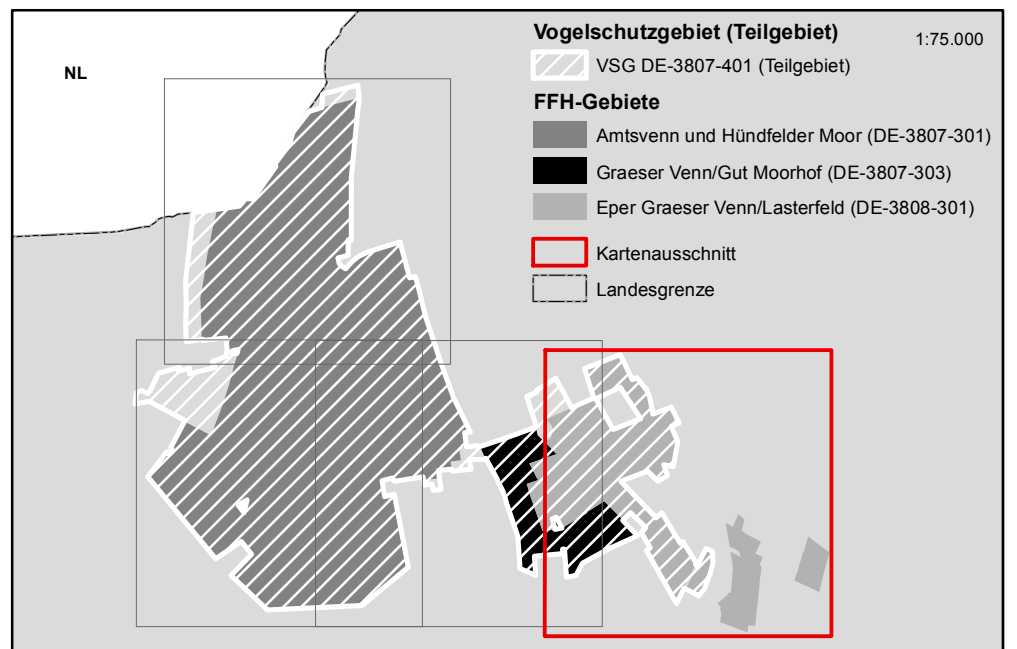 NL
Vogelschutzgebiet (Teilgebiet)
1:75.000
VSG DE-3807-401 (Teilgebiet)
FFH-Gebiete
Amtsvenn und Hündfelder Moor (DE-3807-301)
Graeser Venn/Gut Moorhof (DE-3807-303)
Eper Graeser Venn/Lasterfeld (DE-3808-301)
Kartenausschnitt
Landesgrenze